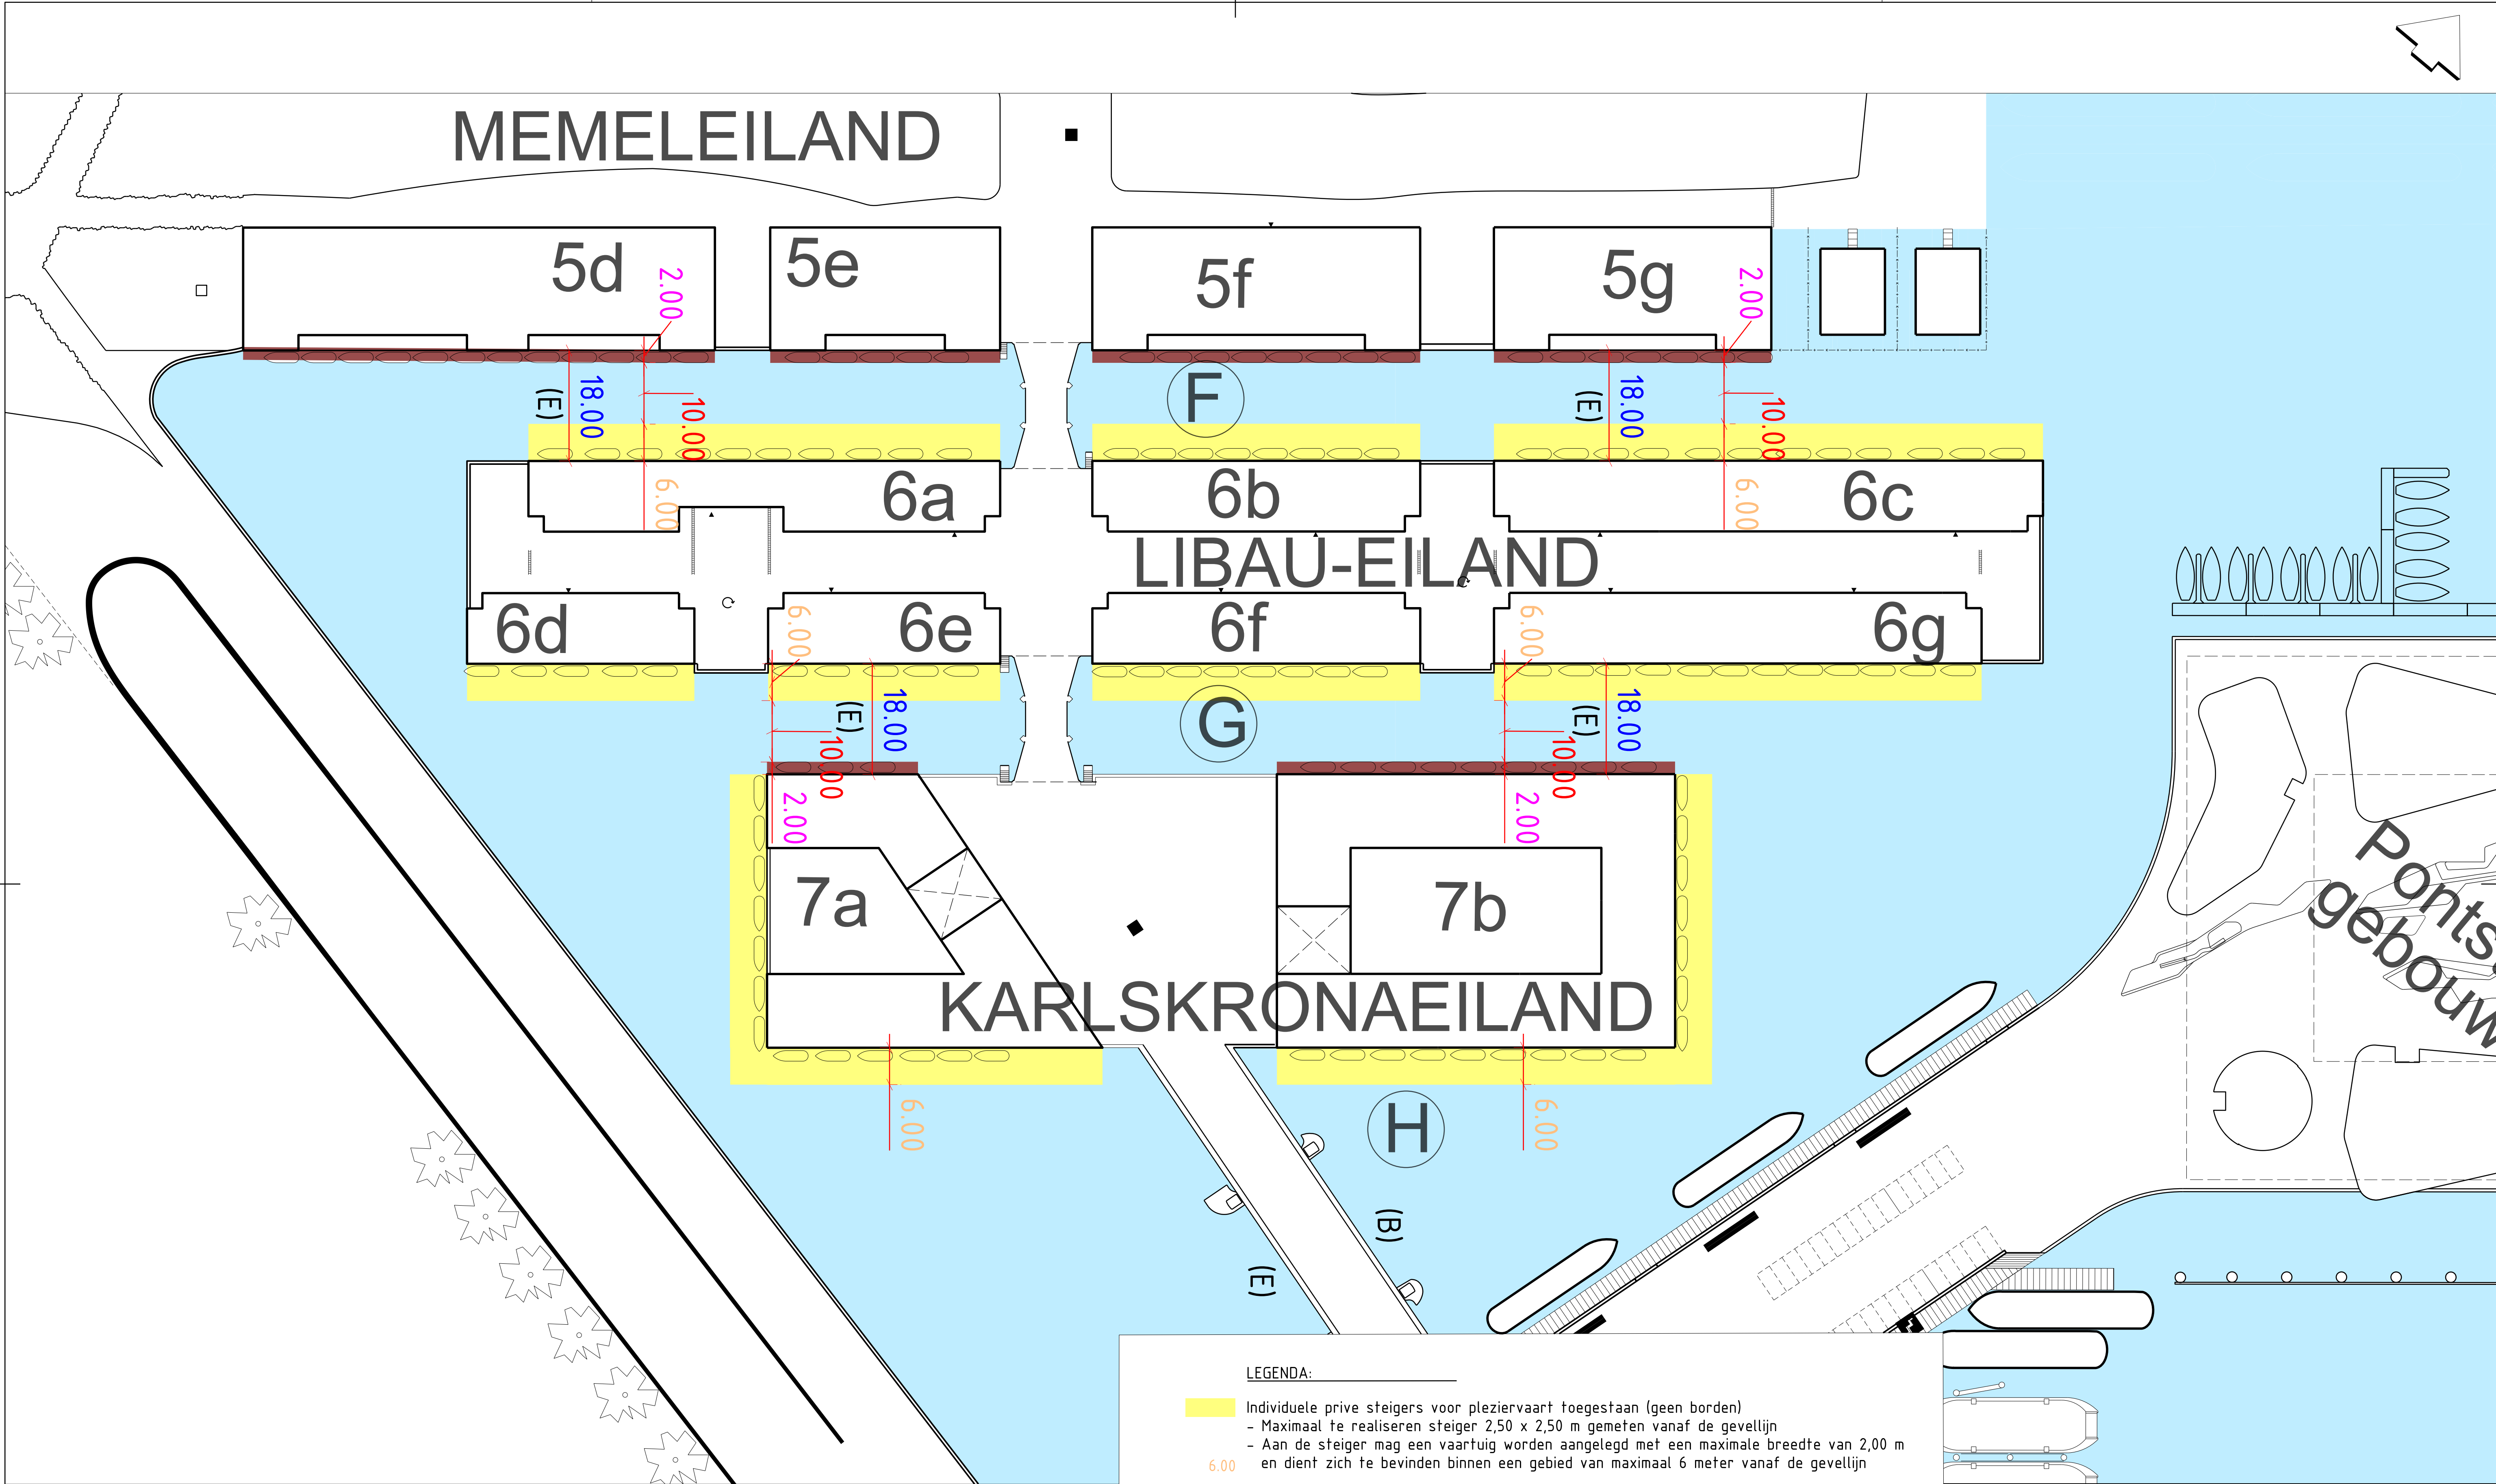 MEMELEILAND
5d
5e
5f
5g
2.00
2.00
F
(E)
18.00
10.00
(E)
18.00
10.00
6a
6b
6c
6.00
6.00
LIBAU-EILAND
6d
6e
6f
6g
6.00
6.00
G
(E)
18.00
10.00
(E)
18.00
10.00
2.00
2.00
7a
7b
KARLSKRONAEILAND
6.00
6.00
H
(B)
(E)
LEGENDA:
Individuele prive steigers voor pleziervaart toegestaan (geen borden)
- Maximaal te realiseren steiger 2,50 x 2,50 m gemeten vanaf de gevellijn
- Aan de steiger mag een vaartuig worden aangelegd met een maximale breedte van 2,00 m
6.00 en dient zich te bevinden binnen een gebied van maximaal 6 meter vanaf de gevellijn